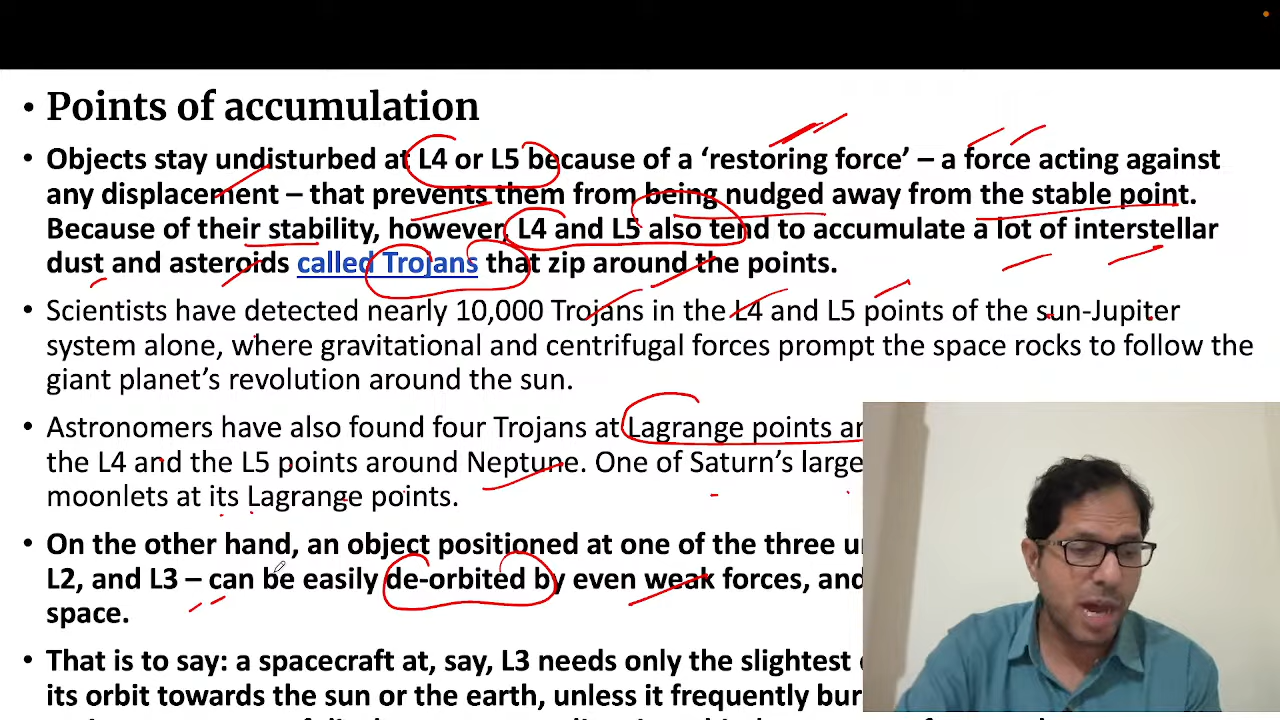 • Points of accumulation
• Objects stay undisturbed at L4 or L5 because of a ‘restoring force’ – a force acting against
any displacement – that prevents them from being nudged away from the stable point.
Because of their stability, however, L4 and L5 also tend to accumulate a lot of interstellar
dust and asteroids called Trojans that zip around the points.
• Scientists have detected nearly 10,000 Trojans in the L4 and L5 points of the sun-Jupiter
system alone, where gravitational and centrifugal forces prompt the space rocks to follow the
giant planet’s revolution around the sun.
• Astronomers have also found four Trojans at Lagrange points
the L4 and the L5 points around Neptune. One of Saturn’s large
moonlets at its Lagrange points.
• On the other hand, an object positioned at one of the three
L2, and L3 – can be easily de-orbited by even weak forces, and
space.
• That is to say: a spacecraft at, say, L3 needs only the slightest
its orbit towards the sun or the earth, unless it frequently